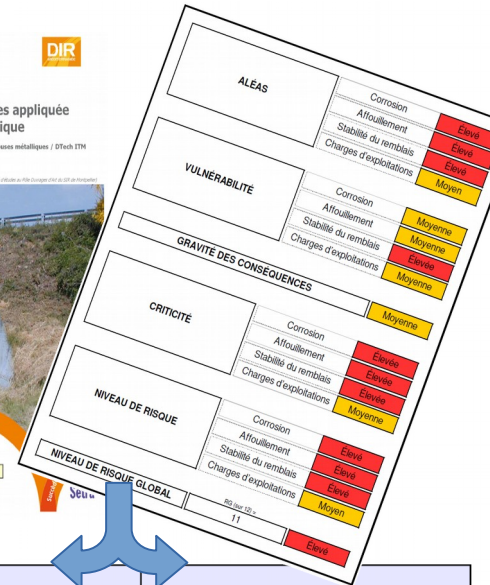 DIR
es appliquée
ique
uses métalliques / DTech ITM
ALÉAS
Corrosion Élevé
Affouillement Élevé
Stabilité du remblais Élevé
Charges d'exploitations Moyen
VULNÉRABILITÉ
Corrosion Moyenne
Affouillement Moyenne
Stabilité du remblais Élevée
Charges d'exploitations Moyenne
GRAVITÉ DES CONSÉQUENCES Moyenne
CRITICITÉ
Corrosion Élevée
Affouillement Élevée
Stabilité du remblais Élevée
Charges d'exploitations Moyenne
NIVEAU DE RISQUE
Corrosion Élevé
Affouillement Élevé
Stabilité du remblais Élevé
Charges d'exploitations Moyen
NIVEAU DE RISQUE GLOBAL
RG (sur 12) =
11
Élevé